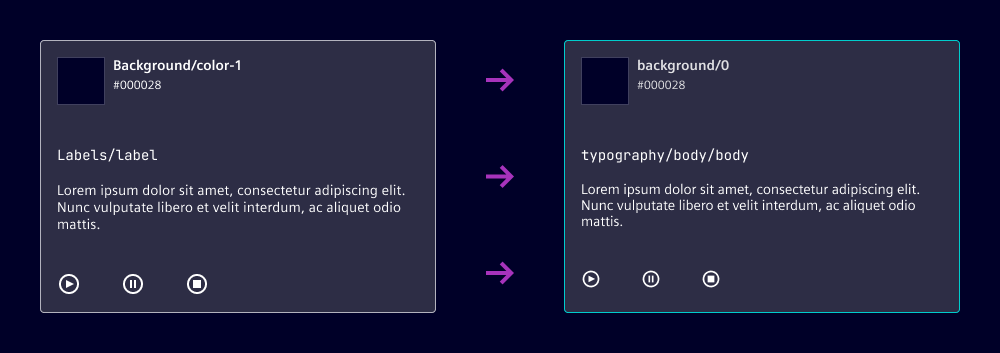 Background/color-1
#000028
Labels/label
Lorem ipsum dolor sit amet, consectetur adipiscing elit.
Nunc vulputate libero et velit interdum, ac aliquet odio
mattis.
background/0
#000028
typography/body/body
Lorem ipsum dolor sit amet, consectetur adipiscing elit.
Nunc vulputate libero et velit interdum, ac aliquet odio
mattis.